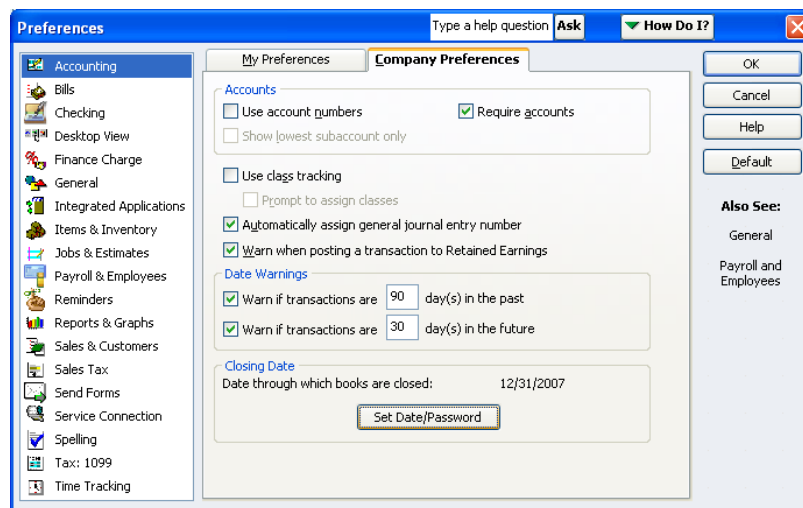 Preferences
Type a help question Ask
How Do I?
Accounting
Bills
Checking
Desktop View
Finance Charge
General
Integrated Applications
Items & Inventory
Jobs & Estimates
Payroll & Employees
Reminders
Reports & Graphs
Sales & Customers
Sales Tax
Send Forms
Service Connection
Spelling
Tax: 1099
Time Tracking
My Preferences
Company Preferences
Accounts
Use account numbers
Require accounts
Show lowest subaccount only
Use class tracking
Prompt to assign classes
Automatically assign general journal entry number
Warn when posting a transaction to Retained Earnings
Date Warnings
Warn if transactions are 90 day(s) in the past
Warn if transactions are 30 day(s) in the future
Closing Date
Date through which books are closed: 12/31/2007
Set Date/Password
OK
Cancel
Help
Default
Also See:
General
Payroll and
Employees